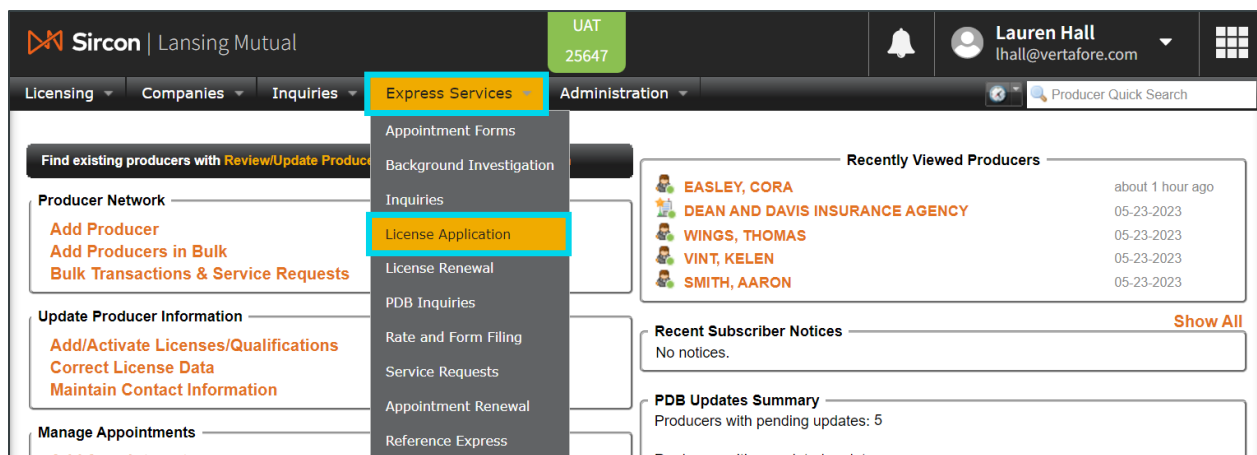 Sircon | Lansing Mutual
UAT
25647
Lauren Hall
lhall@vertafore.com
Licensing
Companies
Inquiries
Express Services
Administration
Producer Quick Search
Appointment Forms
Background Investigation
Inquiries
License Application
License Renewal
PDB Inquiries
Rate and Form Filing
Service Requests
Appointment Renewal
Reference Express
Find existing producers with Review/Update Produce
Producer Network
Add Producer
Add Producers in Bulk
Bulk Transactions & Service Requests
Update Producer Information
Add/Activate Licenses/Qualifications
Correct License Data
Maintain Contact Information
Manage Appointments
Recently Viewed Producers
EASLEY, CORA about 1 hour ago
DEAN AND DAVIS INSURANCE AGENCY 05-23-2023
WINGS, THOMAS 05-23-2023
VINT, KELEN 05-23-2023
SMITH, AARON 05-23-2023
Show All
Recent Subscriber Notices
No notices.
PDB Updates Summary
Producers with pending updates: 5